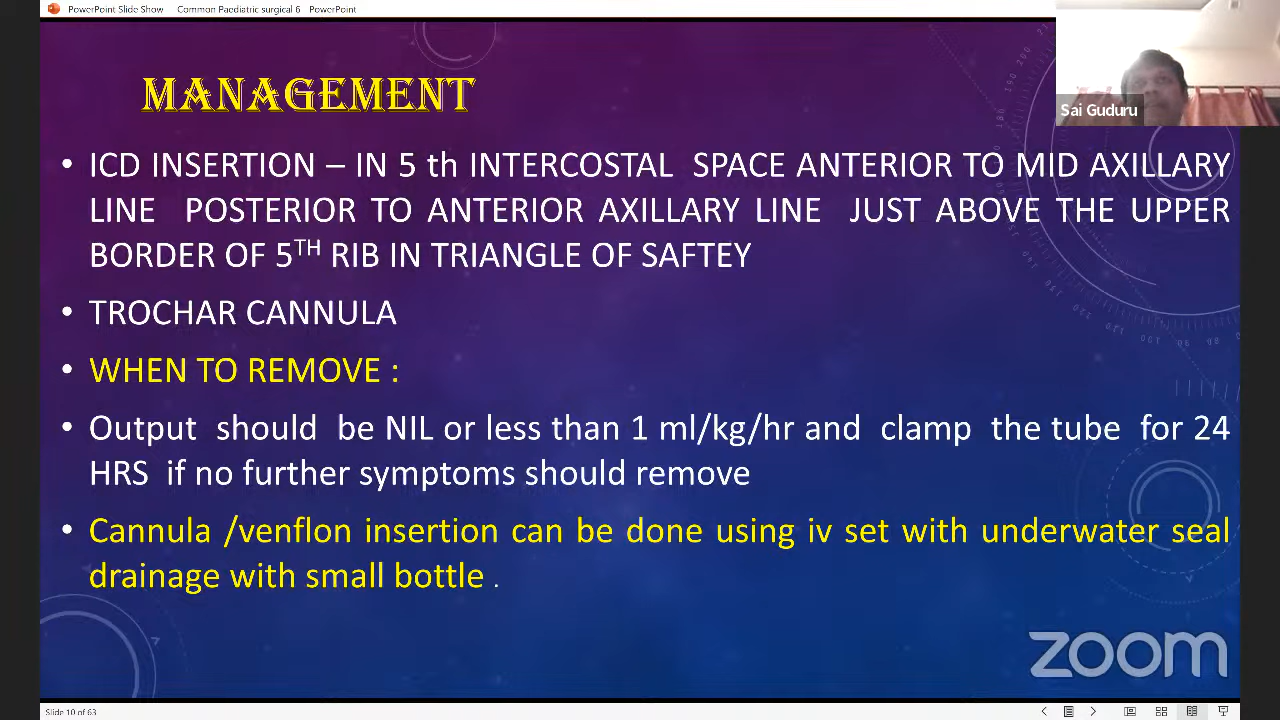 PowerPoint Slide Show Common Paediatric surgical 6 PowerPoint
Sai Guduru
MANAGEMENT
• ICD INSERTION – IN 5 th INTERCOSTAL SPACE ANTERIOR TO MID AXILLARY
LINE POSTERIOR TO ANTERIOR AXILLARY LINE JUST ABOVE THE UPPER
BORDER OF 5TH RIB IN TRIANGLE OF SAFTEY
• TROCHAR CANNULA
• WHEN TO REMOVE :
• Output should be NIL or less than 1 ml/kg/hr and clamp the tube for 24
HRS if no further symptoms should remove
• Cannula /venflon insertion can be done using iv set with underwater seal
drainage with small bottle .
zoom
Slide 10 of 63